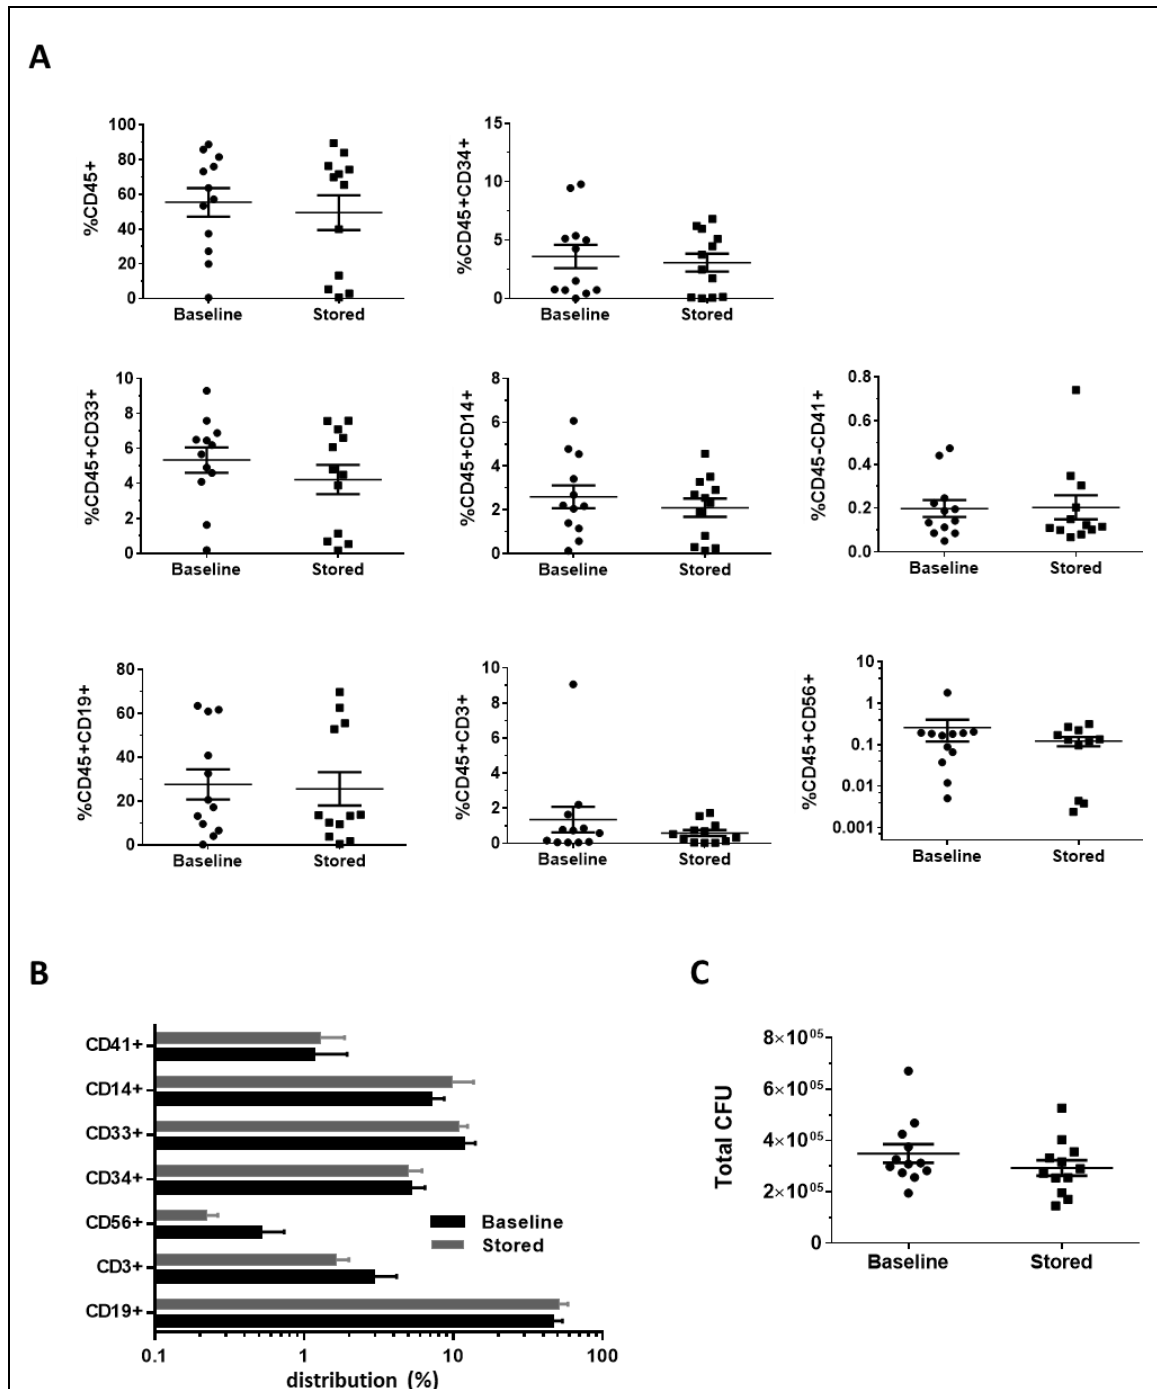 A
%CD45+
100
80
60
40
20
0
Baseline Stored
%CD45+CD34+
15
10
5
0
Baseline Stored
%CD45+CD33+
10
8
6
4
2
0
Baseline Stored
%CD45+CD14+
8
6
4
2
0
Baseline Stored
%CD45-CD41+
0.8
0.6
0.4
0.2
0.0
Baseline Stored
%CD45+CD19+
80
60
40
20
0
Baseline Stored
%CD45+CD3+
10
8
6
4
2
0
Baseline Stored
%CD45+CD56+
10
1
0.1
0.01
0.001
Baseline Stored
B
CD41+
CD14+
CD33+
CD34+
CD56+
CD3+
CD19+
Baseline
Stored
0.1 1 10 100
distribution (%)
C
Total CFU
8×10⁰⁵
6×10⁰⁵
4×10⁰⁵
2×10⁰⁵
0
Baseline Stored